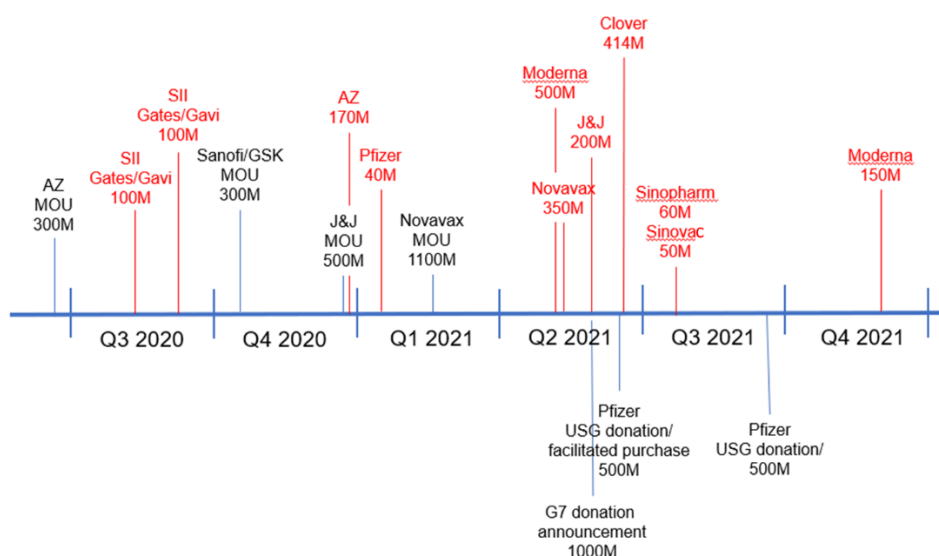 AZ
MOU
300M
SII
Gates/Gavi
100M
SII
Gates/Gavi
100M
Sanofi/GSK
MOU
300M
J&J
MOU
500M
AZ
170M
Pfizer
40M
Novavax
MOU
1100M
Moderna
500M
Novavax
350M
J&J
200M
Clover
414M
Sinopharm
60M
Sinovac
50M
Moderna
150M
Q3 2020
Q4 2020
Q1 2021
Q2 2021
Q3 2021
Q4 2021
Pfizer
USG donation/
facilitated purchase
500M
G7 donation
announcement
1000M
Pfizer
USG donation/
500M